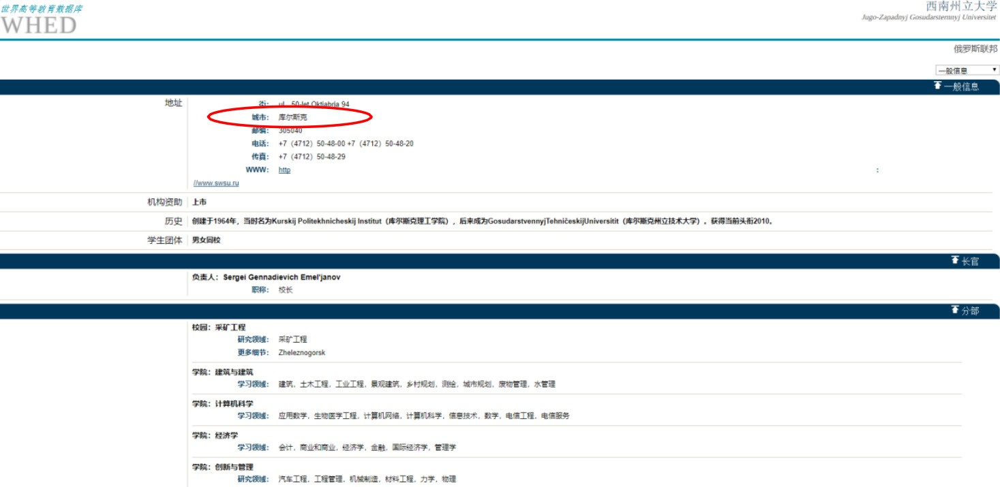 世界高等教育数据库
WHED
西南州立大学
Jugo-Zapadnyj Gosudarstennyj Universitet
俄罗斯联邦
一般信息
一般信息
地址
街: ul. 50-let Oktiabria 94
城市: 库尔斯克
邮编: 305040
电话: +7（4712）50-48-00 +7（4712）50-48-20
传真: +7（4712）50-48-29
WWW: http :
//www.swsu.ru
机构资助 上市
历史 创建于1964年，当时名为Kurskij Politekhnicheskij Institut（库尔斯克理工学院），后来成为GosudarstvennyjTehničeskijUniversitit（库尔斯克州立技术大学）。获得当前头衔2010。
学生团体 男女同校
长官
负责人: Sergei Gennadievich Emel'janov
职称: 校长
分部
校园: 采矿工程
研究领域: 采矿工程
更多细节: Zheleznogorsk
学院: 建筑与建筑
学习领域: 建筑，土木工程，工业工程，景观建筑，乡村规划，测绘，城市规划，废物管理，水管理
学院: 计算机科学
学习领域: 应用数学，生物医学工程，计算机网络，计算机科学，信息技术，数学，电信工程，电信服务
学院: 经济学
学习领域: 会计，商业和商业，经济学，金融，国际经济学，管理学
学院: 创新与管理
研究领域: 汽车工程，工程管理，机械制造，材料工程，力学，物理